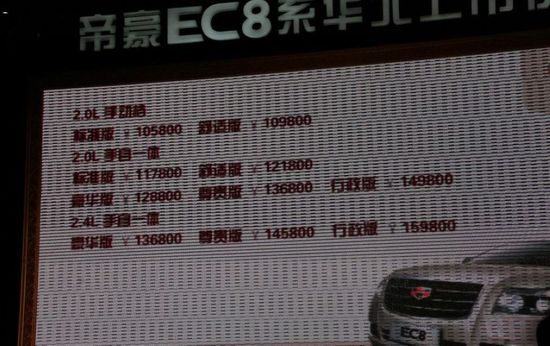 帝豪EC8系华北上市
2.0L 手动档
标准版 ￥105800 舒适版 ￥109800
2.0L 手自一体
标准版 ￥117800 舒适版 ￥121800
豪华版 ￥128800 尊贵版 ￥136800 行政版 ￥149800
2.4L 手自一体
豪华版 ￥136800 尊贵版 ￥145800 行政版 ￥159800
EC8